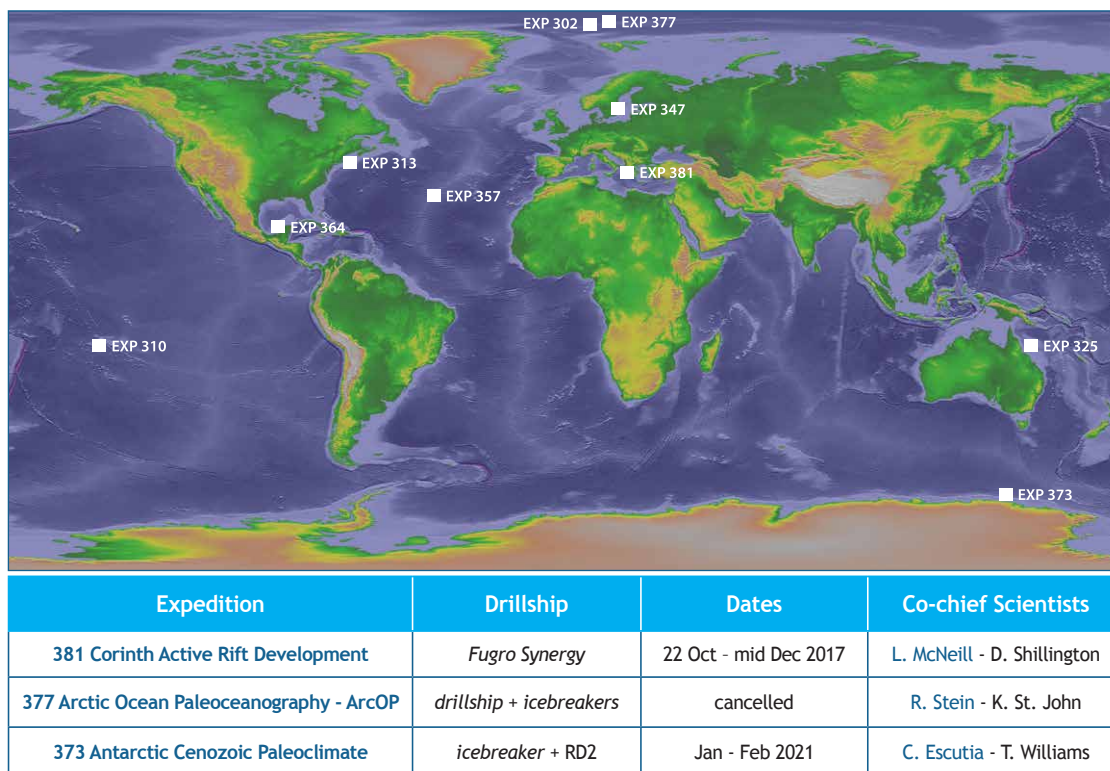 EXP 302
EXP 377
EXP 347
EXP 313
EXP 381
EXP 357
EXP 364
EXP 310
EXP 325
EXP 373
Expedition Drillship Dates Co-chief Scientists
381 Corinth Active Rift Development Fugro Synergy 22 Oct - mid Dec 2017 L. McNeill - D. Shillington
377 Arctic Ocean Paleoceanography - ArcOP drillship + icebreakers cancelled R. Stein - K. St. John
373 Antarctic Cenozoic Paleoclimate icebreaker + RD2 Jan - Feb 2021 C. Escutia - T. Williams